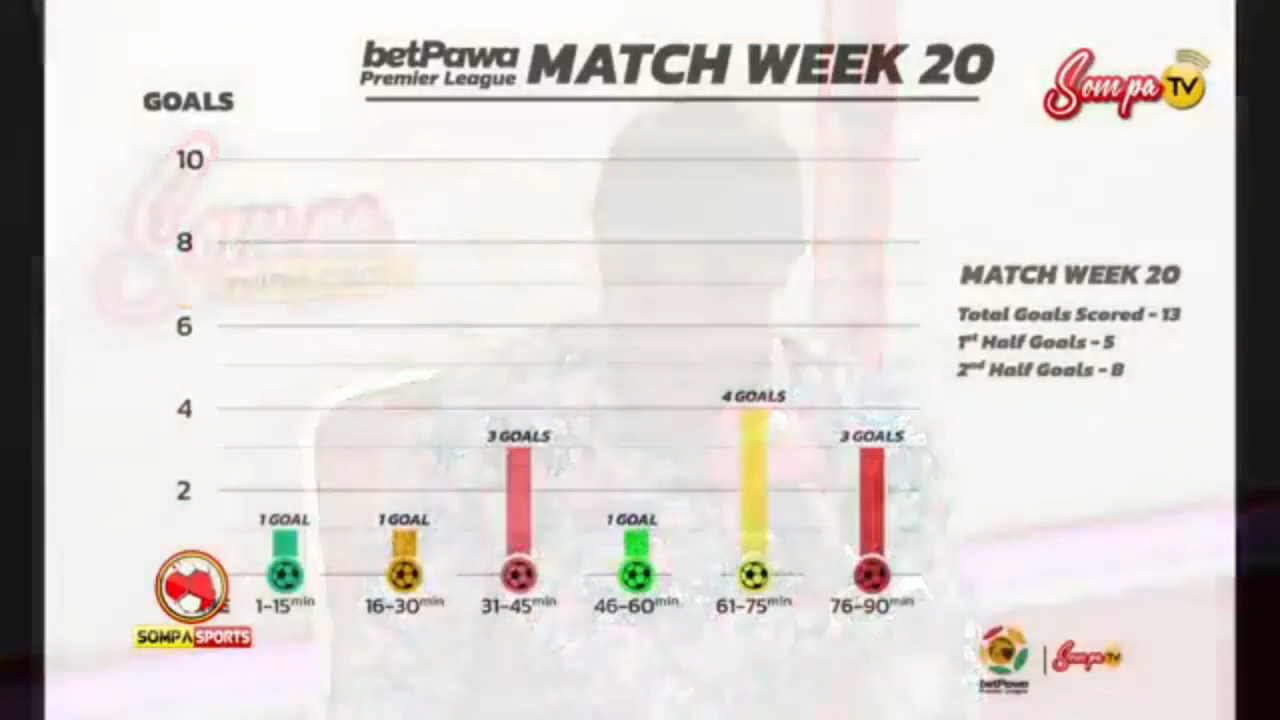 betPawa
Premier League
MATCH WEEK 20
Sompa TV
GOALS
10
8
6
4
2
MATCH WEEK 20
Total Goals Scored - 13
1st Half Goals - 5
2nd Half Goals - 8
1 GOAL
1 GOAL
3 GOALS
1 GOAL
4 GOALS
3 GOALS
1-15min
16-30min
31-45min
46-60min
61-75min
76-90min
SOMPA SPORTS
betPawa
Premier League
Sompa TV